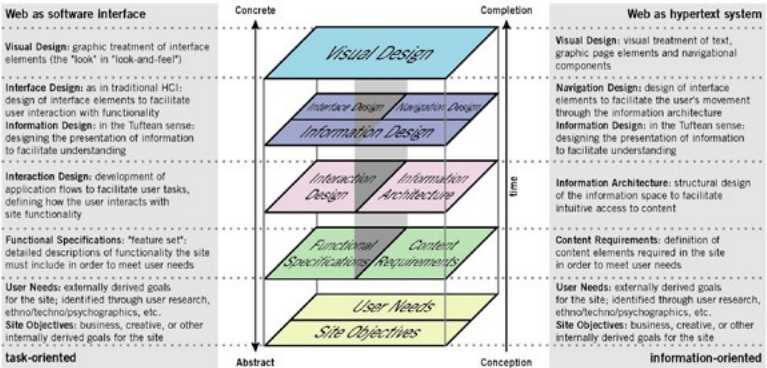 Web as software interface
Visual Design: graphic treatment of interface
elements (the "look" in "look-and-feel")
Interface Design: as in traditional HCI:
design of interface elements to facilitate
user interaction with functionality
Information Design: in the Tuftean sense:
designing the presentation of information
to facilitate understanding
Interaction Design: development of
application flows to facilitate user tasks,
defining how the user interacts with
site functionality
Functional Specifications: "feature set":
detailed descriptions of functionality the site
must include in order to meet user needs
User Needs: externally derived goals
for the site; identified through user research,
ethno/techno/psychographics, etc.
Site Objectives: business, creative, or other
internally derived goals for the site
task-oriented
Concrete
Completion
Visual Design
Interface Design
Navigation Design
Information Design
Interaction
Design
Information
Architecture
Functional
Specifications
Content
Requirements
User Needs
Site Objectives
time
Abstract
Conception
Web as hypertext system
Visual Design: visual treatment of text,
graphic page elements and navigational
components
Navigation Design: design of interface
elements to facilitate the user's movement
through the information architecture
Information Design: in the Tuftean sense:
designing the presentation of information
to facilitate understanding
Information Architecture: structural design
of the information space to facilitate
intuitive access to content
Content Requirements: definition of
content elements required in the site
in order to meet user needs
User Needs: externally derived goals
for the site; identified through user research,
ethno/techno/psychographics, etc.
Site Objectives: business, creative, or other
internally derived goals for the site
information-oriented